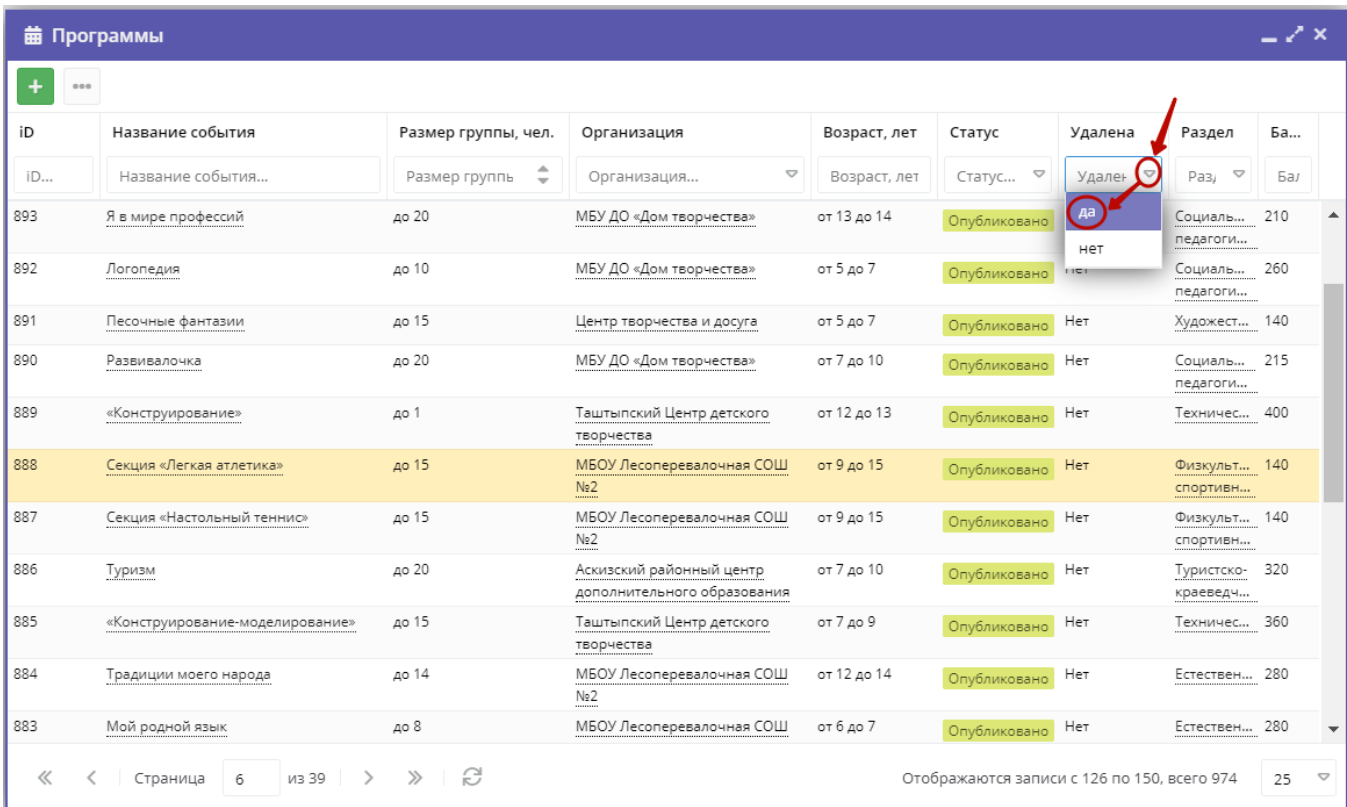 Программы
iD Название события Размер группы, чел. Организация Возраст, лет Статус Удалена Раздел Ба...
iD... Название события... Размер группь Организация... Возраст, лет Статус... Удален Разд Бал
893 Я в мире профессий до 20 МБУ ДО «Дом творчества» от 13 до 14 Опубликовано да Социаль... 210
педагоги...
нет
892 Логопедия до 10 МБУ ДО «Дом творчества» от 5 до 7 Опубликовано Нет Социаль... 260
педагоги...
891 Песочные фантазии до 15 Центр творчества и досуга от 5 до 7 Опубликовано Нет Художест... 140
890 Развивалочка до 20 МБУ ДО «Дом творчества» от 7 до 10 Опубликовано Нет Социаль... 215
педагоги...
889 «Конструирование» до 1 Таштыпский Центр детского от 12 до 13 Опубликовано Нет Техничес... 400
творчества
888 Секция «Легкая атлетика» до 15 МБОУ Лесоперевалочная СОШ от 9 до 15 Опубликовано Нет Физкульт... 140
№2 спортивн...
887 Секция «Настольный теннис» до 15 МБОУ Лесоперевалочная СОШ от 9 до 15 Опубликовано Нет Физкульт... 140
№2 спортивн...
886 Туризм до 20 Аскизский районный центр от 7 до 10 Опубликовано Нет Туристско- 320
дополнительного образования краеведч...
885 «Конструирование-моделирование» до 15 Таштыпский Центр детского от 7 до 9 Опубликовано Нет Техничес... 360
творчества
884 Традиции моего народа до 14 МБОУ Лесоперевалочная СОШ от 12 до 14 Опубликовано Нет Естествен... 280
№2
883 Мой родной язык до 8 МБОУ Лесоперевалочная СОШ от 6 до 7 Опубликовано Нет Естествен... 280
Страница 6 из 39 Отображаются записи с 126 по 150, всего 974 25